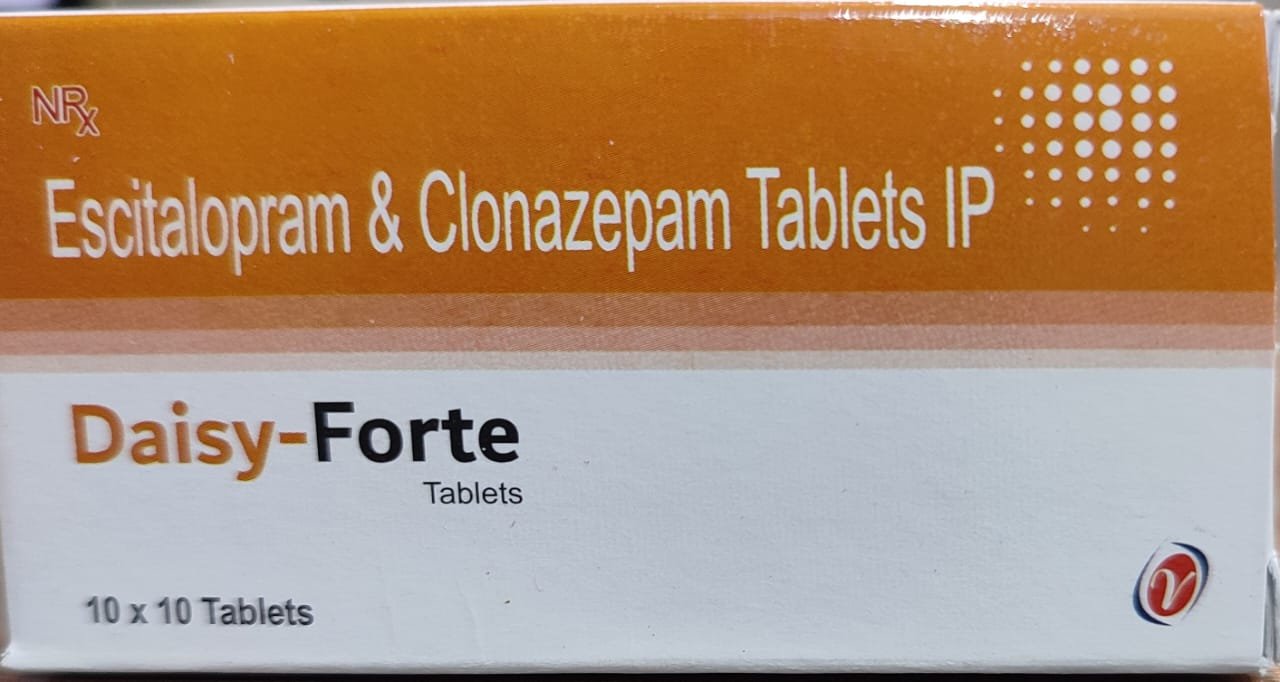 NRx
Escitalopram & Clonazepam Tablets IP
Daisy-Forte
Tablets
10 x 10 Tablets